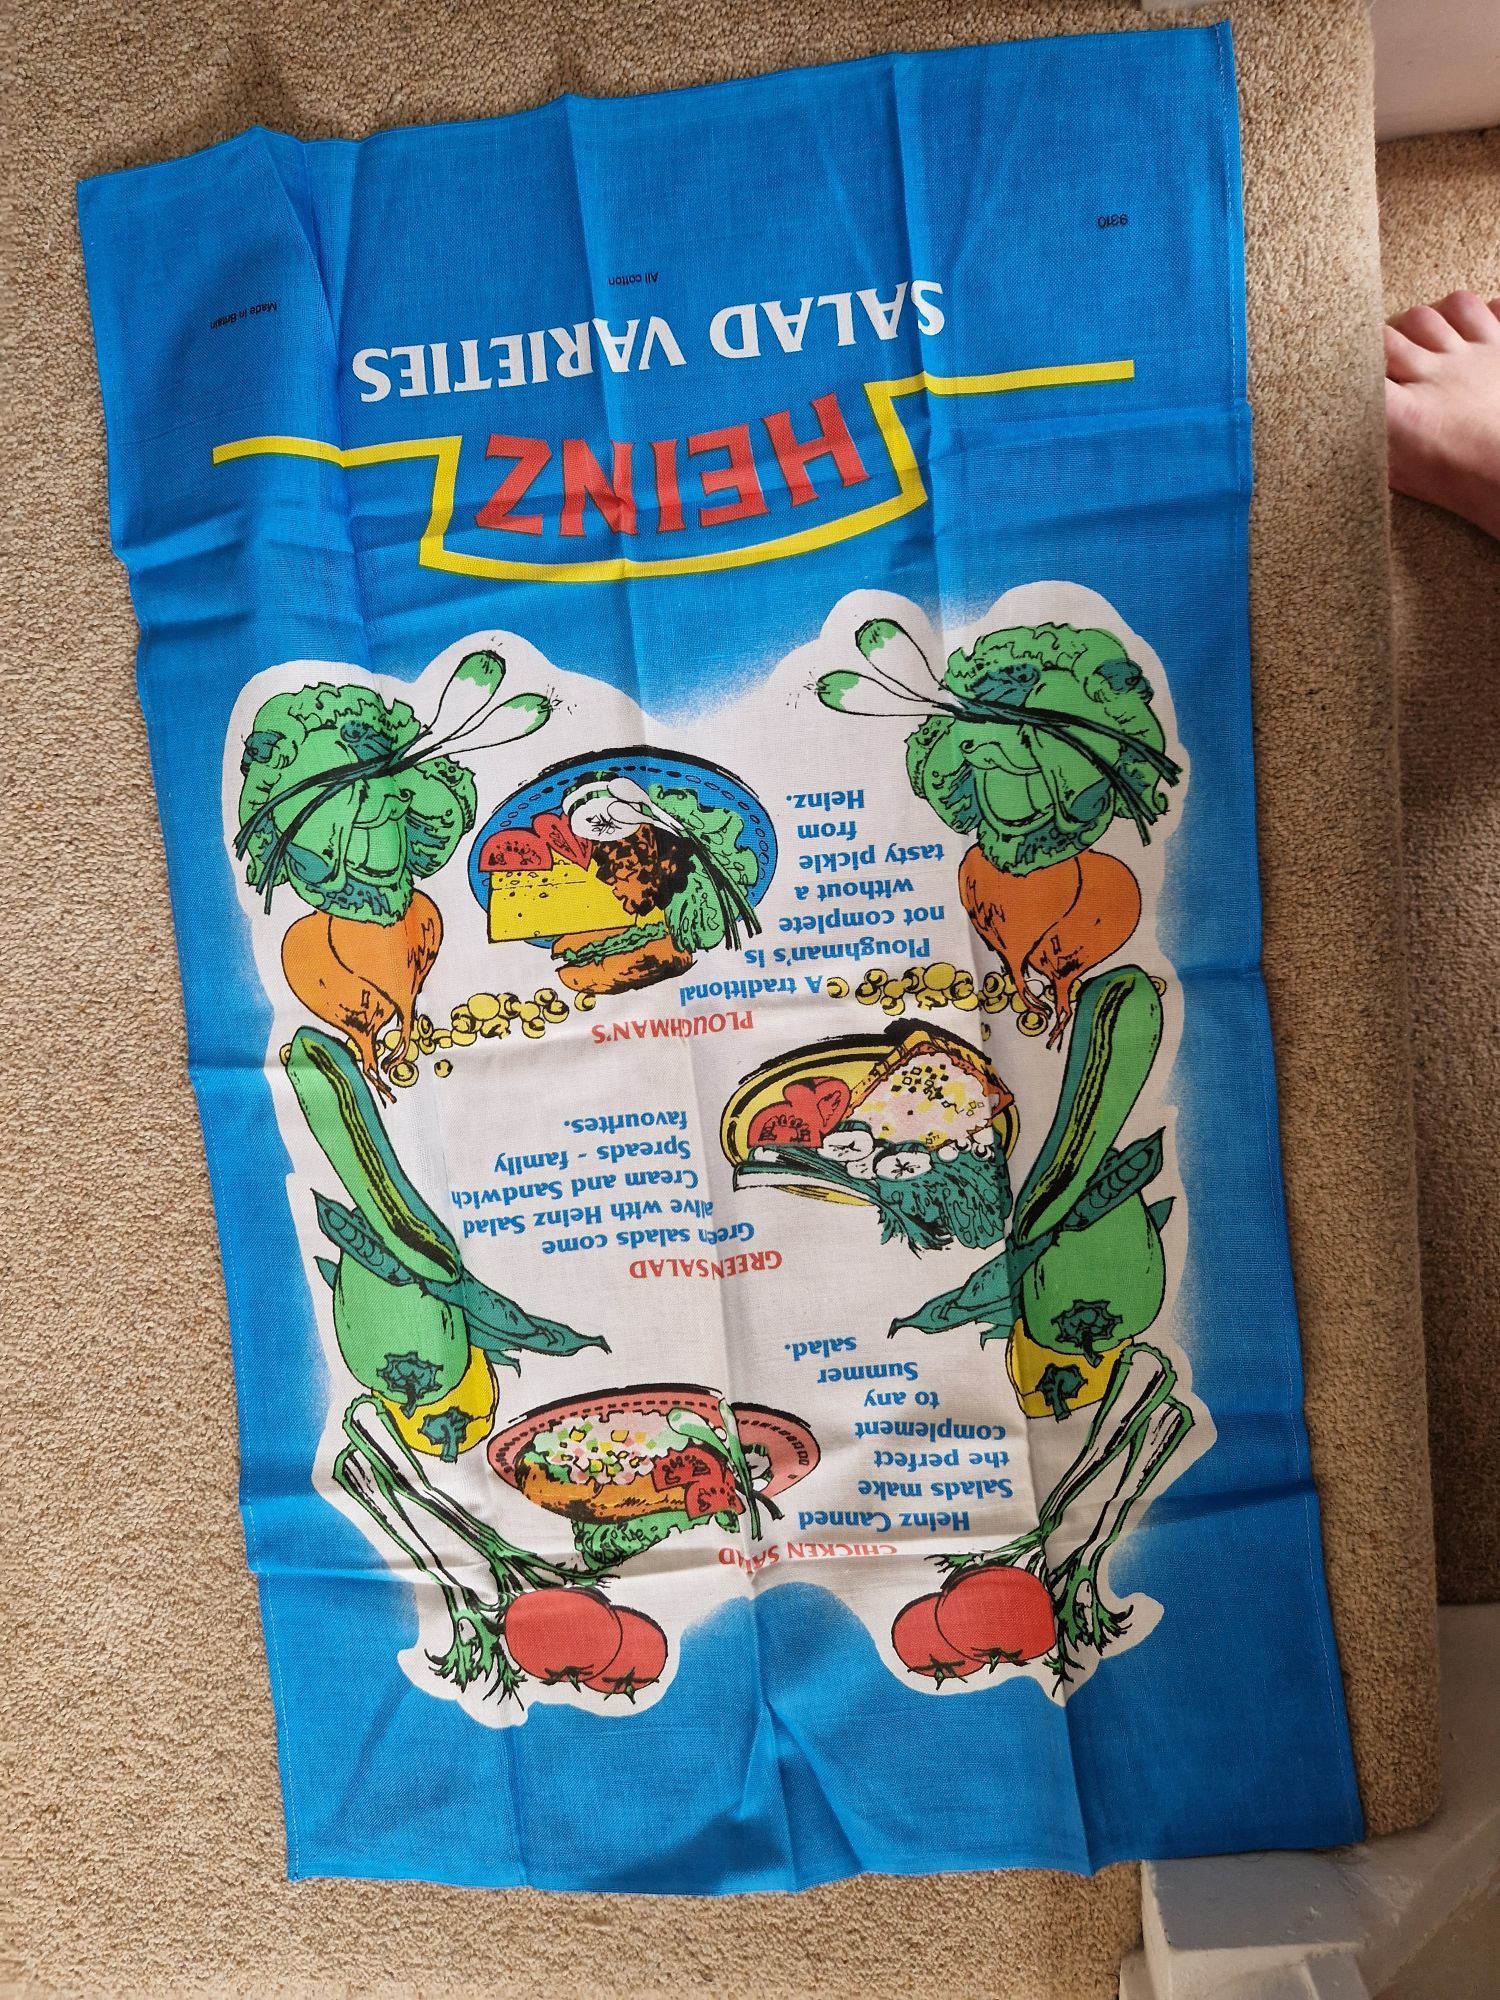 CHICKEN SALAD
Heinz Canned
Salads make
the perfect
complement
to any
Summer
salad.
GREEN SALAD
Green salads come
alive with Heinz Salad
Cream and Sandwich
Spreads - family
favourites.
PLOUGHMAN'S
A traditional
Ploughman's is
not complete
without a
tasty pickle
from
Heinz.
HEINZ
SALAD VARIETIES
9310
All cotton
Made in Britain